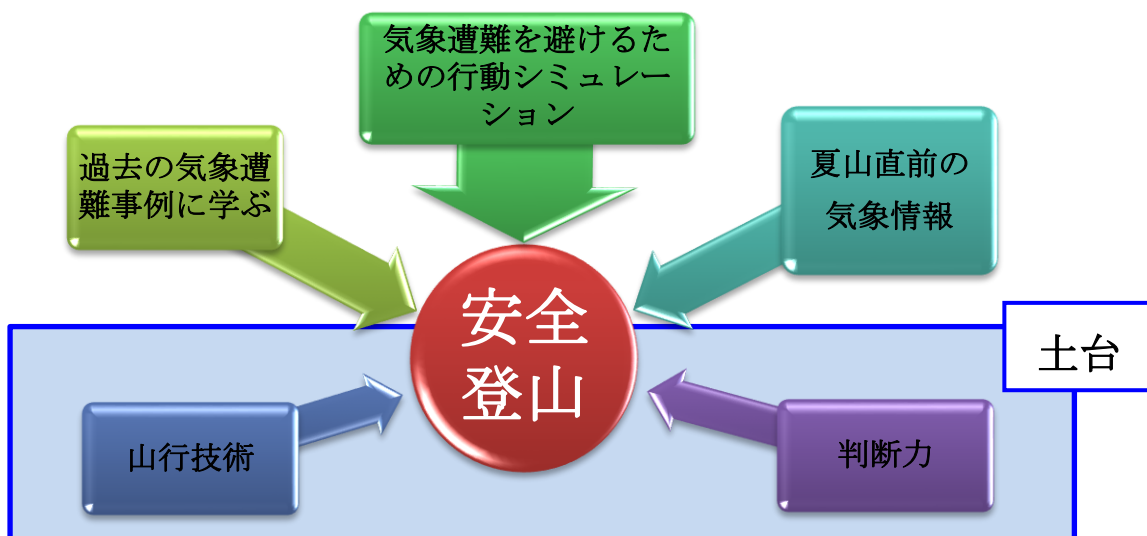 気象遭難を避けるた
めの行動シミュレー
ション
過去の気象遭
難事例に学ぶ
夏山直前の
気象情報
安全
登山
土台
山行技術
判断力